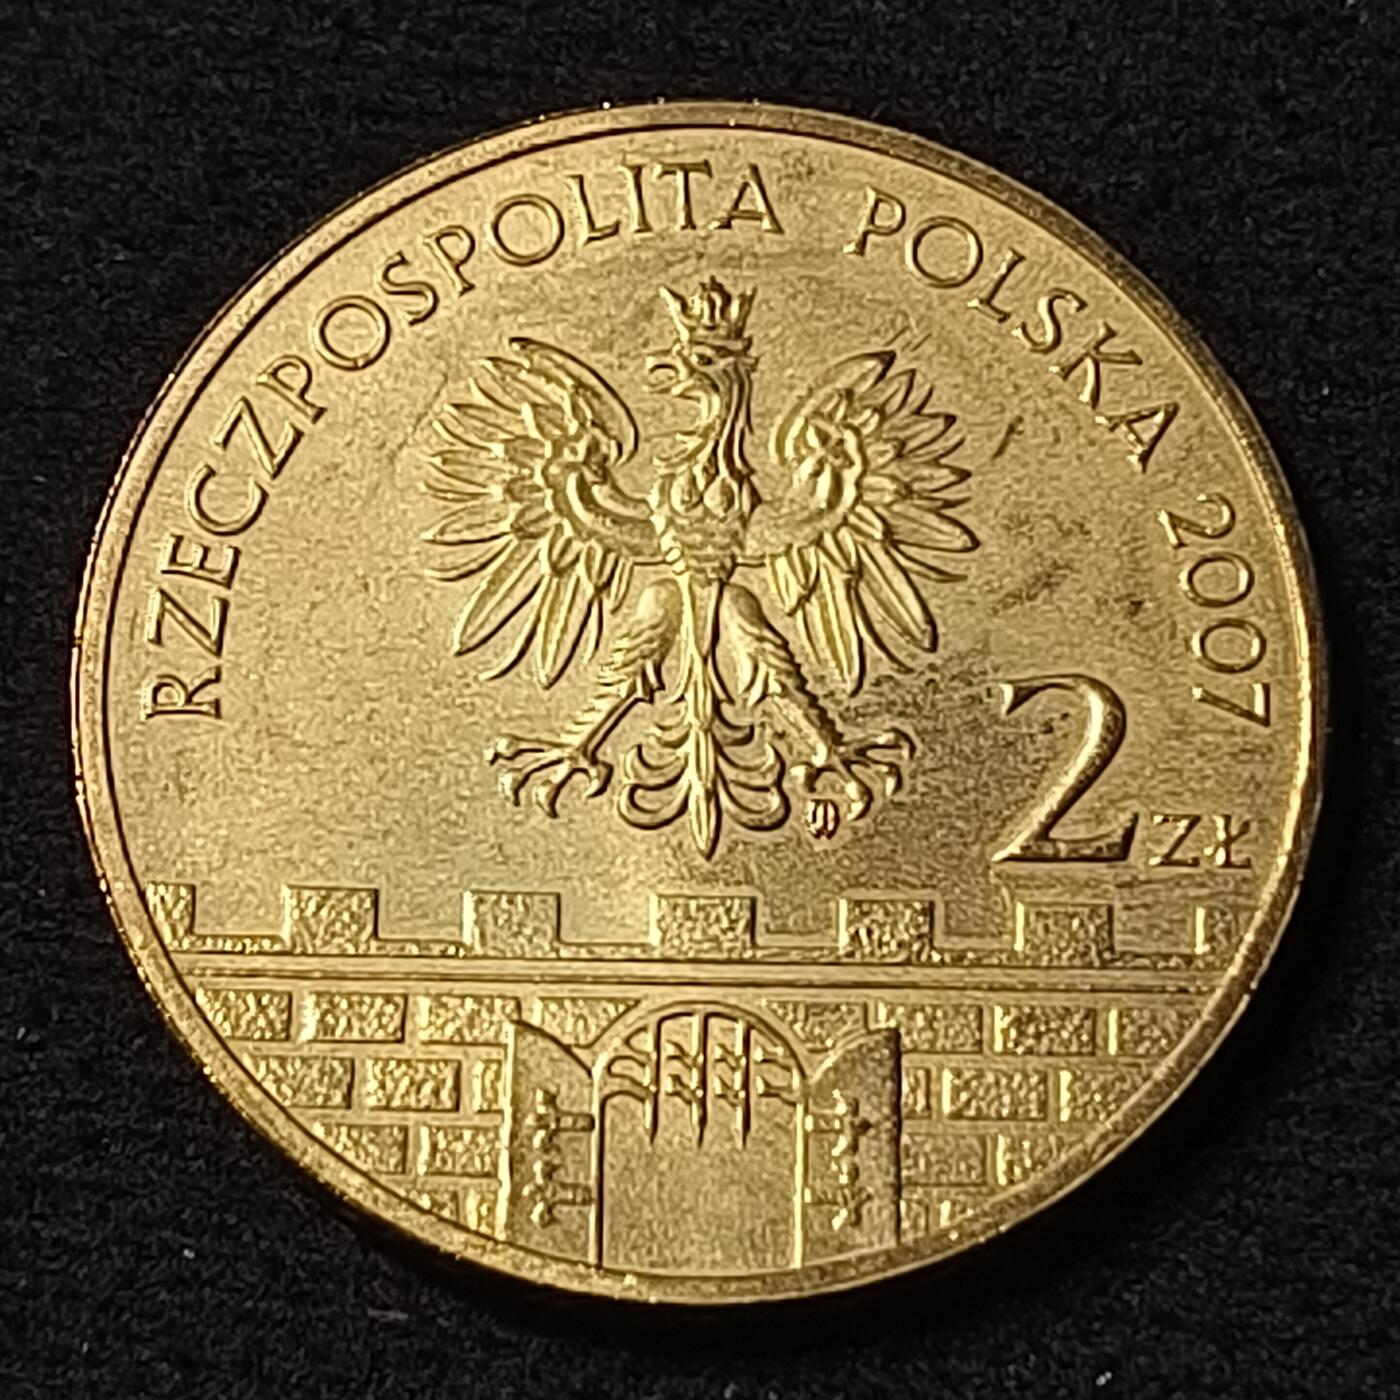 RZECZPOSPOLITA POLSKA 2007
2 ZŁ